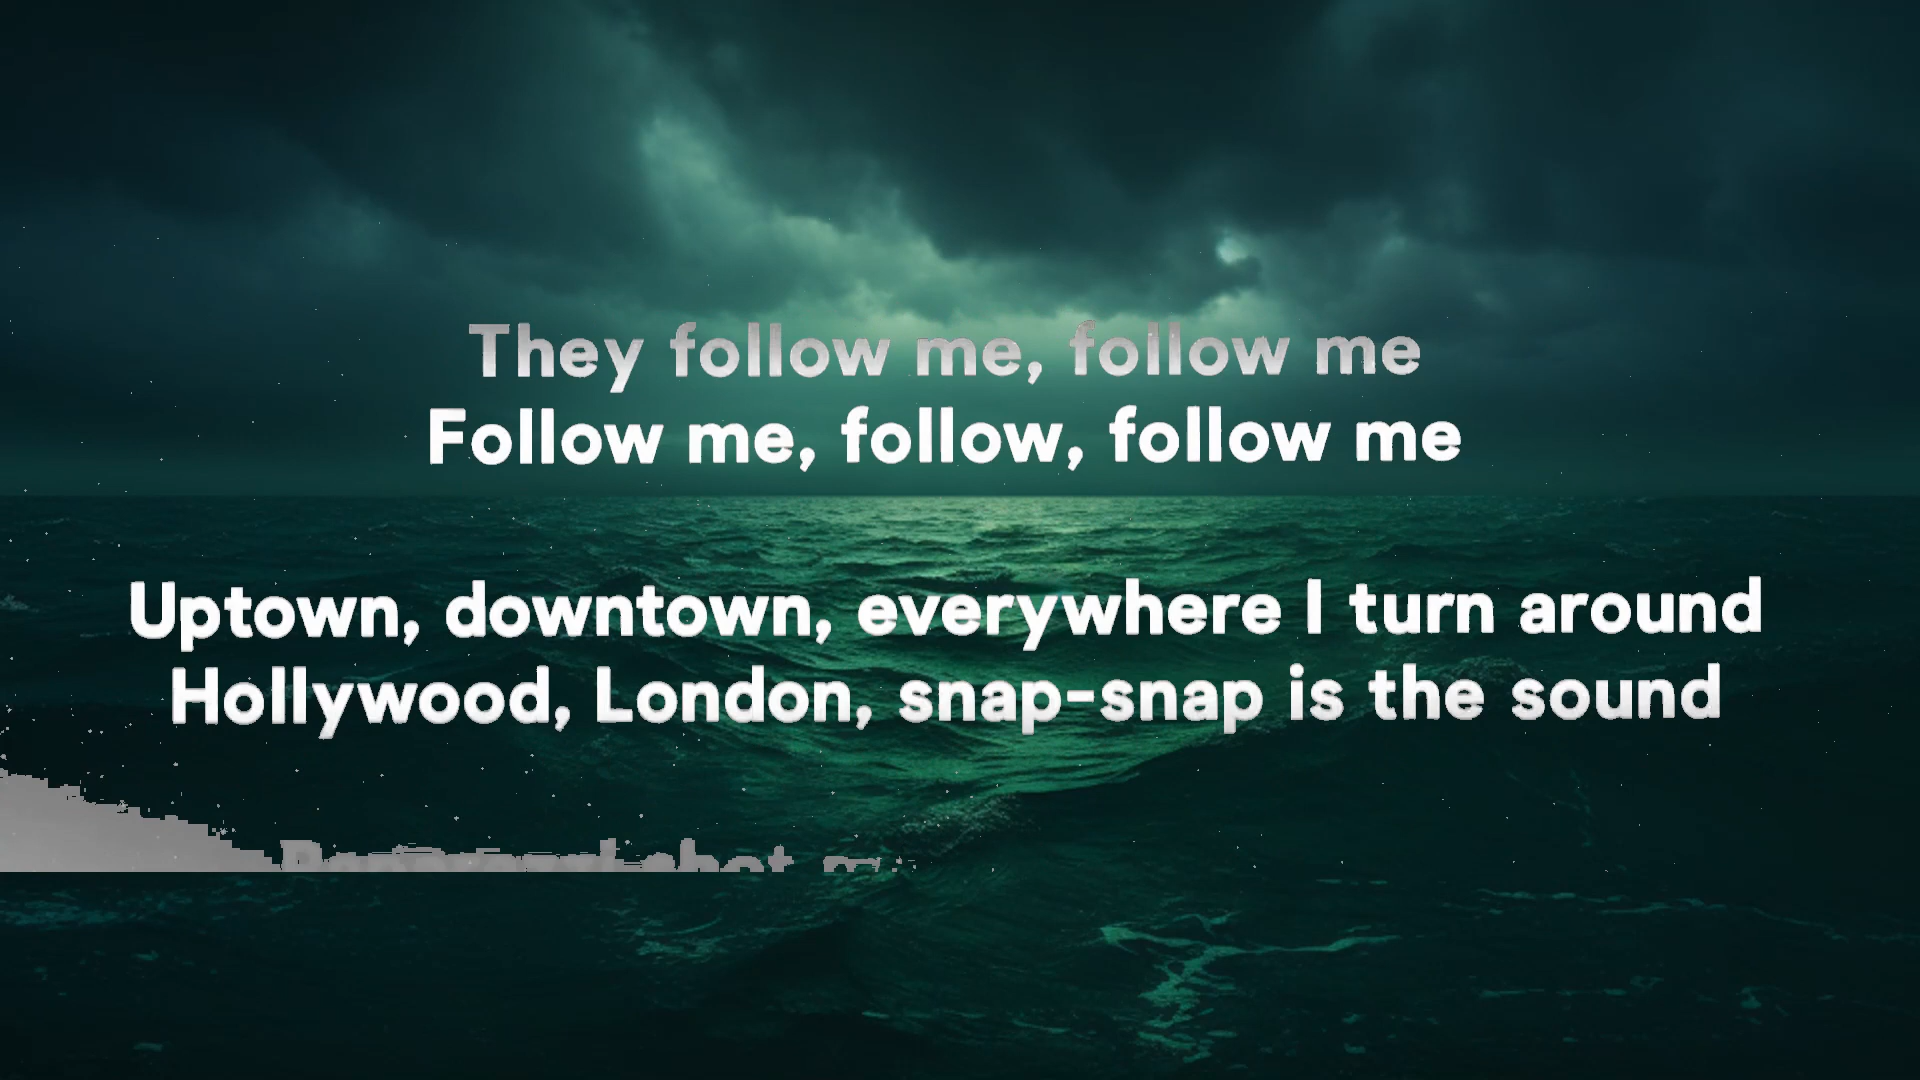 They follow me, follow me
Follow me, follow, follow me
Uptown, downtown, everywhere I turn around
Hollywood, London, snap-snap is the sound
shot